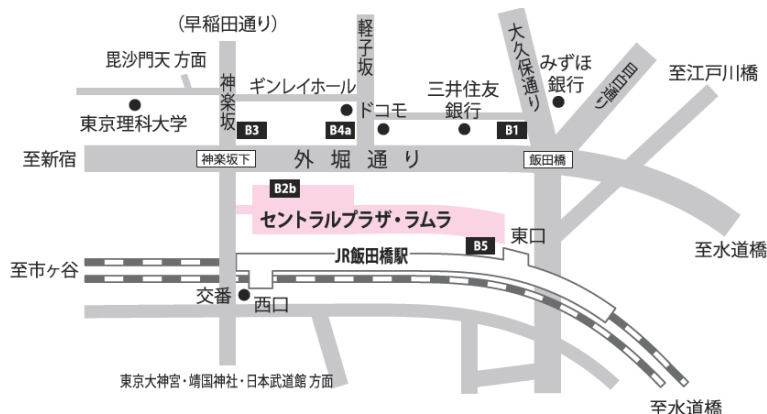 (早稲田通り)
毘沙門天 方面
神楽坂
軽子坂
大久保通り
みずほ
銀行
目白通り
至江戸川橋
ギンレイホール
ドコモ
三井住友
銀行
東京理科大学
B3
B4a
B1
至新宿
神楽坂下
外堀通り
飯田橋
B2b
セントラルプラザ・ラムラ
B5
東口
至水道橋
JR飯田橋駅
至市ヶ谷
交番
西口
東京大神宮・靖国神社・日本武道館 方面
至水道橋